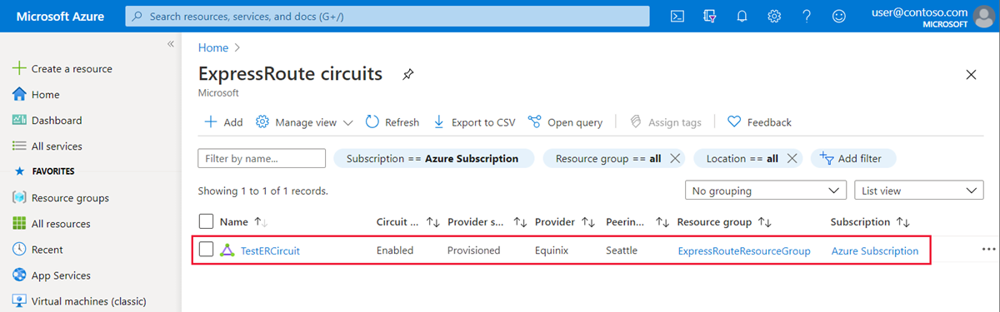 Microsoft Azure
Search resources, services, and docs (G+/)
user@contoso.com
MICROSOFT
«
Create a resource
Home
Dashboard
All services
FAVORITES
Resource groups
All resources
Recent
App Services
Virtual machines (classic)
Home >
ExpressRoute circuits
Microsoft
Add Manage view Refresh Export to CSV Open query Assign tags Feedback
Filter by name... Subscription == Azure Subscription Resource group == all Location == all Add filter
Showing 1 to 1 of 1 records. No grouping List view
Name Circuit ... Provider s... Provider Peerin... Resource group Subscription
TestERCircuit Enabled Provisioned Equinix Seattle ExpressRouteResourceGroup Azure Subscription ...